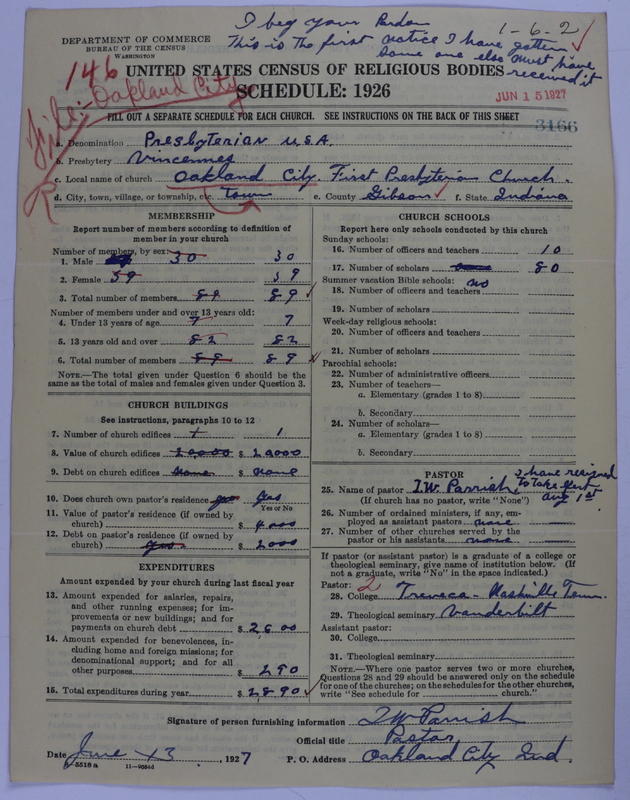 I beg your Pardon
1-6-2
This is the first notice I have gotten
Some one else must have
received it
DEPARTMENT OF COMMERCE
BUREAU OF THE CENSUS
WASHINGTON
146
File:- Oakland City
UNITED STATES CENSUS OF RELIGIOUS BODIES
SCHEDULE: 1926
JUN 15 1927
FILL OUT A SEPARATE SCHEDULE FOR EACH CHURCH. SEE INSTRUCTIONS ON THE BACK OF THIS SHEET
3166
a. Denomination Presbyterian U.S.A.
b. Presbytery Vincennes
c. Local name of church Oakland City First Presbyterian Church.
d. City, town, village, or township, etc. town e. County Gibson f. State Indiana
MEMBERSHIP
Report number of members according to definition of
member in your church
Number of members, by sex:
1. Male 30 30
2. Female 59 59
3. Total number of members 89 89
Number of members under and over 13 years old:
4. Under 13 years of age 7 7
5. 13 years old and over 82 82
6. Total number of members 89 89
NOTE.—The total given under Question 6 should be
same as the total of males and females given under Question 3.
CHURCH BUILDINGS
See instructions, paragraphs 10 to 12
7. Number of church edifices 1 1
8. Value of church edifices 20000 $ 20000
9. Debt on church edifices None $ None
10. Does church own pastor's residence yes Yes
Yes or No
11. Value of pastor's residence (if owned by
church) $ 4000
12. Debt on pastor's residence (if owned by
church) yes $ 2000
EXPENDITURES
Amount expended by your church during last fiscal year
13. Amount expended for salaries, repairs,
and other running expenses; for im-
provements or new buildings; and for
payments on church debt $ 2600
14. Amount expended for benevolences, in-
cluding home and foreign missions; for
denominational support; and for all
other purposes $ 290
15. Total expenditures during year $ 2890
CHURCH SCHOOLS
Report here only schools conducted by this church
Sunday schools:
16. Number of officers and teachers 10
17. Number of scholars 80
Summer vacation Bible schools: no
18. Number of officers and teachers
19. Number of scholars
Week-day religious schools:
20. Number of officers and teachers
21. Number of scholars
Parochial schools:
22. Number of administrative officers
23. Number of teachers—
a. Elementary (grades 1 to 8)
b. Secondary
24. Number of scholars—
a. Elementary (grades 1 to 8)
b. Secondary
PASTOR
I have resigned
to take effect
Aug 1st.
25. Name of pastor I.W. Parrish
(If church has no pastor, write "None")
26. Number of ordained ministers, if any, em-
ployed as assistant pastors none
27. Number of other churches served by the
pastor or his assistants none
If pastor (or assistant pastor) is a graduate of a college or
theological seminary, give name of institution below. (If
not a graduate, write "No" in the space indicated.)
Pastor: 2
28. College Treveca - Nashville Tenn.
29. Theological seminary Vanderbilt
Assistant pastor:
30. College
31. Theological seminary
NOTE.—Where one pastor serves two or more churches,
Questions 28 and 29 should be answered only on the schedule
for one of the churches; on the schedules for the other churches,
write "See schedule for church."
Signature of person furnishing information I W Parrish
Official title Pastor
Date June 13, 1927 P. O. Address Oakland City Ind.
11-9084d